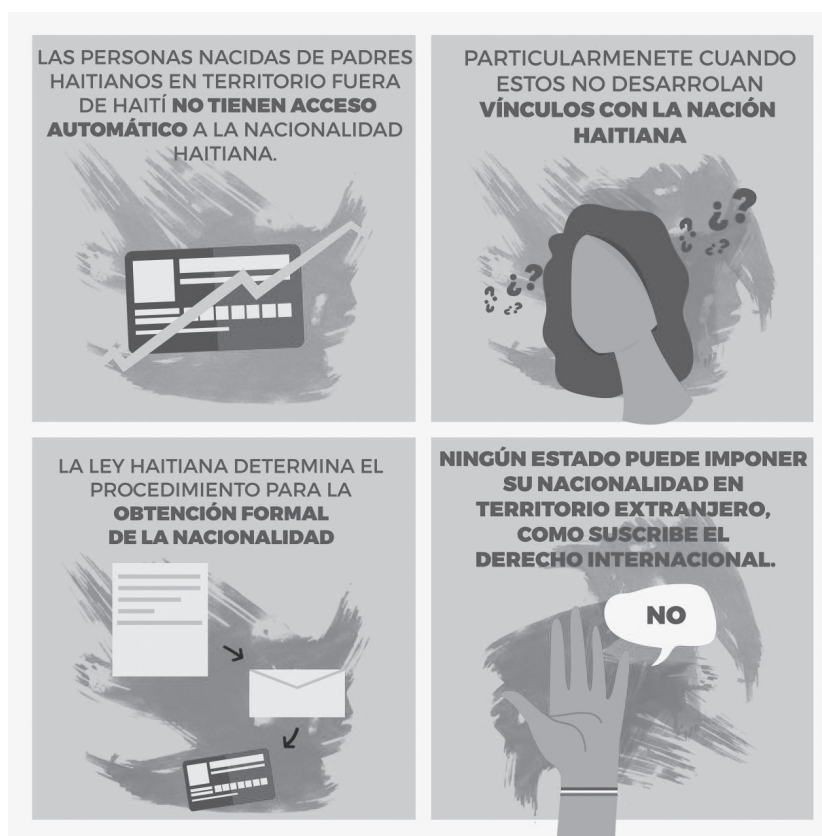 LAS PERSONAS NACIDAS DE PADRES
HAITIANOS EN TERRITORIO FUERA
DE HAITÍ NO TIENEN ACCESO
AUTOMÁTICO A LA NACIONALIDAD
HAITIANA.
PARTICULARMENETE CUANDO
ESTOS NO DESARROLAN
VÍNCULOS CON LA NACIÓN
HAITIANA
¿?
¿?
¿?
¿?
¿?
¿?
¿?
LA LEY HAITIANA DETERMINA EL
PROCEDIMIENTO PARA LA
OBTENCIÓN FORMAL
DE LA NACIONALIDAD
NINGÚN ESTADO PUEDE IMPONER
SU NACIONALIDAD EN
TERRITORIO EXTRANJERO,
COMO SUSCRIBE EL
DERECHO INTERNACIONAL.
NO